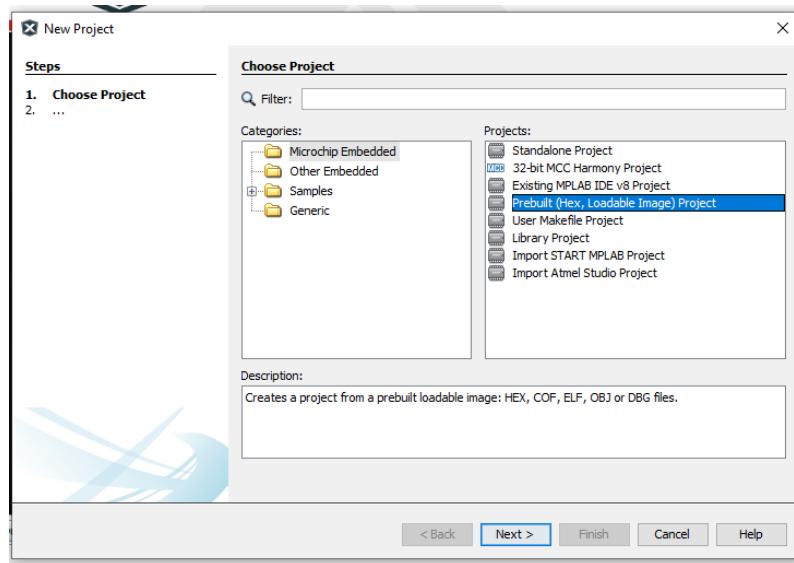 New Project
Steps
1. Choose Project
2. ...
Choose Project
Filter:
Categories:
Microchip Embedded
Other Embedded
Samples
Generic
Projects:
Standalone Project
MCC 32-bit MCC Harmony Project
Existing MPLAB IDE v8 Project
Prebuilt (Hex, Loadable Image) Project
User Makefile Project
Library Project
Import START MPLAB Project
Import Atmel Studio Project
Description:
Creates a project from a prebuilt loadable image: HEX, COF, ELF, OBJ or DBG files.
< Back
Next >
Finish
Cancel
Help